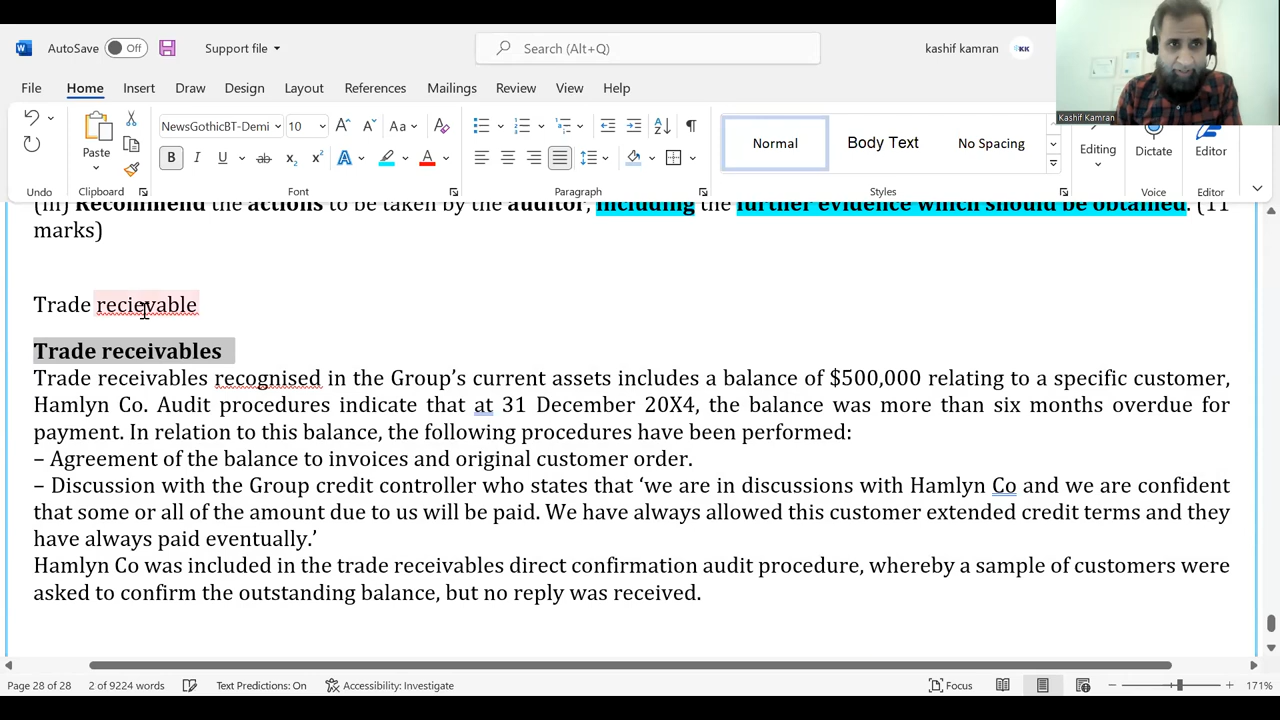 AutoSave Off Support file Search (Alt+Q) kashif kamran KK
File Home Insert Draw Design Layout References Mailings Review View Help
NewsGothicBT-Demi 10 Aa A
Paste B I U ab x₂ x² A A Normal Body Text No Spacing Editing Dictate Editor
Kashif Kamran
Undo Clipboard Font Paragraph Styles Voice Editor
(iii) Recommend the actions to be taken by the auditor, including the further evidence which should be obtained. (11
marks)
Trade recievable
Trade receivables
Trade receivables recognised in the Group’s current assets includes a balance of $500,000 relating to a specific customer,
Hamlyn Co. Audit procedures indicate that at 31 December 20X4, the balance was more than six months overdue for
payment. In relation to this balance, the following procedures have been performed:
– Agreement of the balance to invoices and original customer order.
– Discussion with the Group credit controller who states that ‘we are in discussions with Hamlyn Co and we are confident
that some or all of the amount due to us will be paid. We have always allowed this customer extended credit terms and they
have always paid eventually.’
Hamlyn Co was included in the trade receivables direct confirmation audit procedure, whereby a sample of customers were
asked to confirm the outstanding balance, but no reply was received.
Page 28 of 28 2 of 9224 words Text Predictions: On Accessibility: Investigate Focus 171%